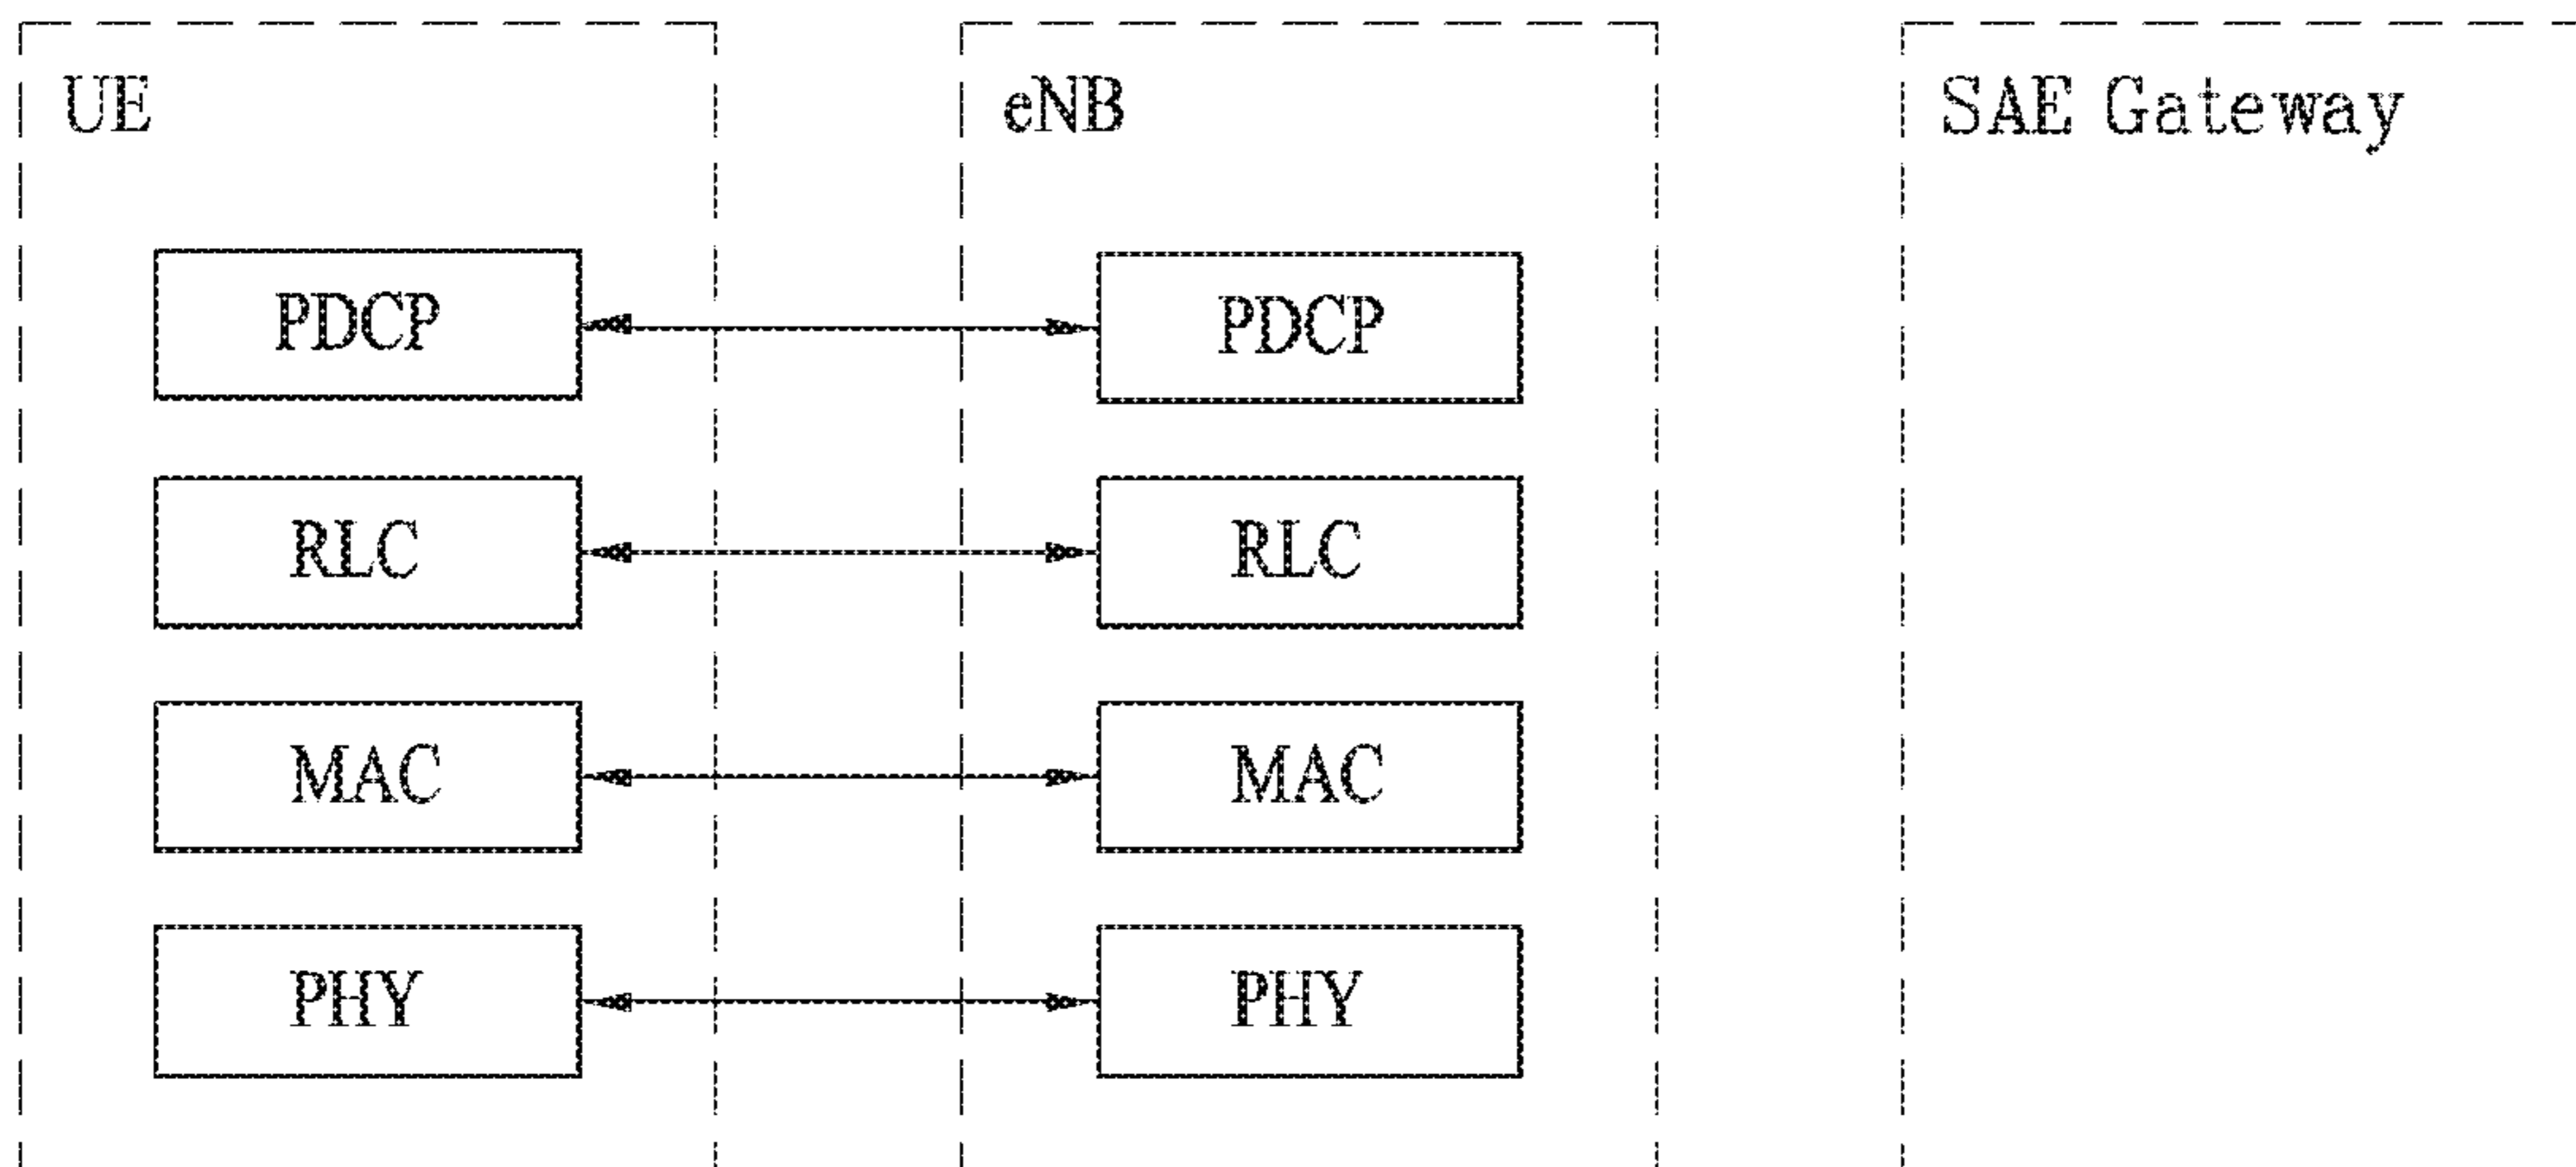 UE
eNB
SAE Gateway
PDCP
PDCP
RLC
RLC
MAC
MAC
PHY
PHY